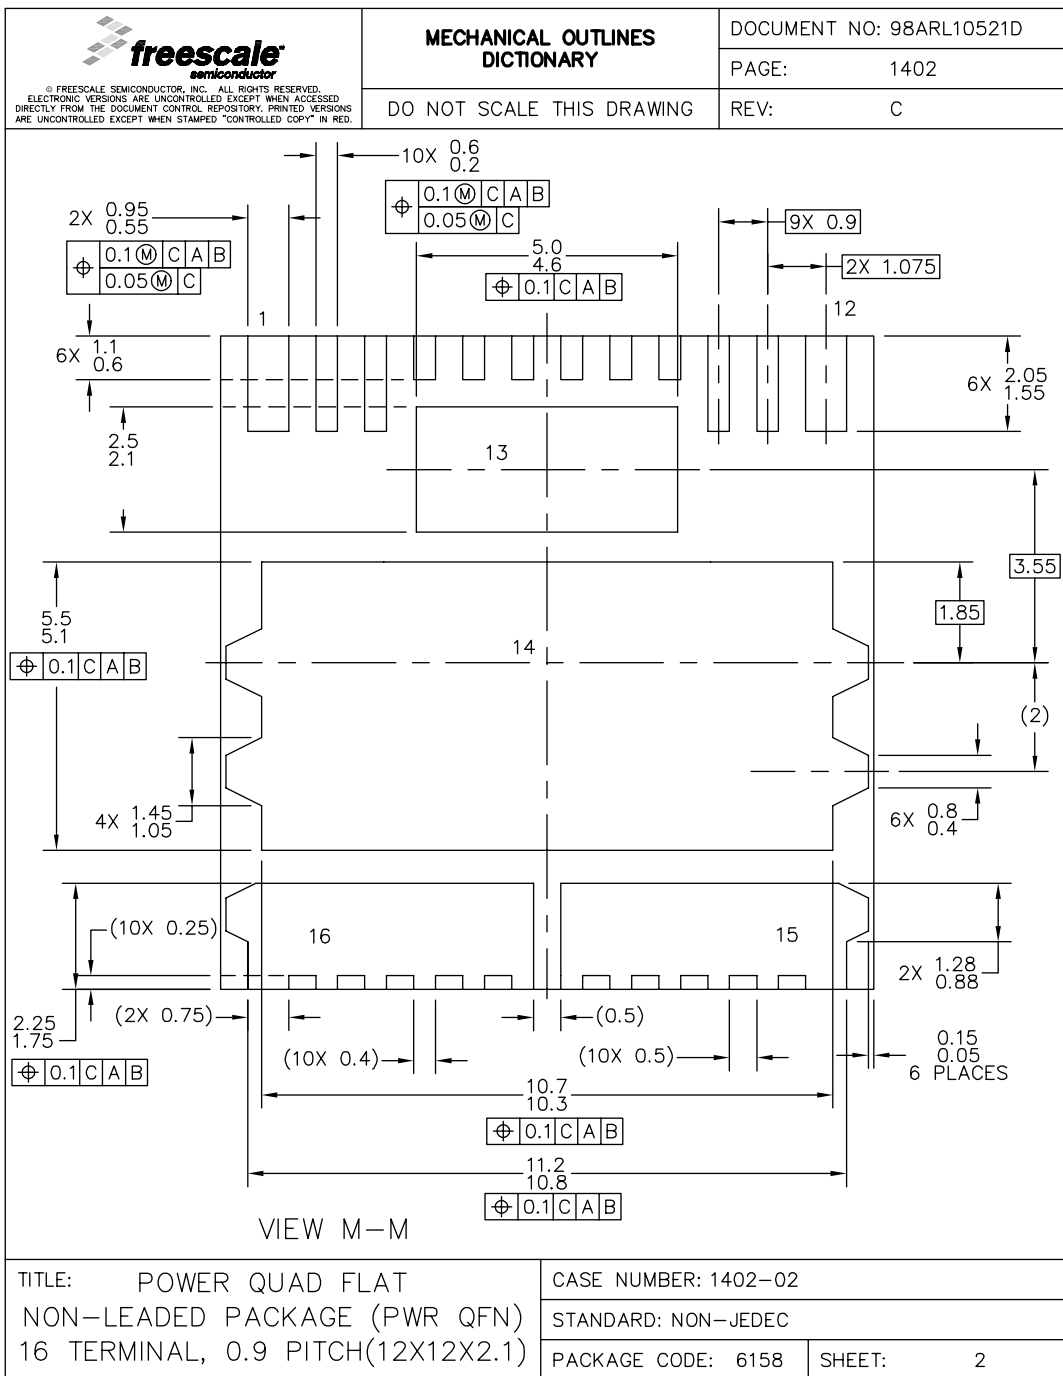 freescale
semiconductor
© FREESCALE SEMICONDUCTOR, INC. ALL RIGHTS RESERVED.
ELECTRONIC VERSIONS ARE UNCONTROLLED EXCEPT WHEN ACCESSED
DIRECTLY FROM THE DOCUMENT CONTROL REPOSITORY. PRINTED VERSIONS
ARE UNCONTROLLED EXCEPT WHEN STAMPED "CONTROLLED COPY" IN RED.
MECHANICAL OUTLINES
DICTIONARY
DO NOT SCALE THIS DRAWING
DOCUMENT NO: 98ARL10521D
PAGE: 1402
REV: C
10X 0.6
0.2
⌖ 0.1 Ⓜ C A B
0.05 Ⓜ C
2X 0.95
0.55
⌖ 0.1 Ⓜ C A B
0.05 Ⓜ C
9X 0.9
5.0
4.6
⌖ 0.1 C A B
2X 1.075
1
12
6X 1.1
0.6
6X 2.05
1.55
2.5
2.1
13
3.55
1.85
5.5
5.1
⌖ 0.1 C A B
14
(2)
4X 1.45
1.05
6X 0.8
0.4
(10X 0.25)
16
15
2X 1.28
0.88
2.25
1.75
⌖ 0.1 C A B
(2X 0.75)
(0.5)
(10X 0.4)
(10X 0.5)
0.15
0.05
6 PLACES
10.7
10.3
⌖ 0.1 C A B
11.2
10.8
⌖ 0.1 C A B
VIEW M-M
TITLE: POWER QUAD FLAT
NON-LEADED PACKAGE (PWR QFN)
16 TERMINAL, 0.9 PITCH(12X12X2.1)
CASE NUMBER: 1402-02
STANDARD: NON-JEDEC
PACKAGE CODE: 6158
SHEET: 2